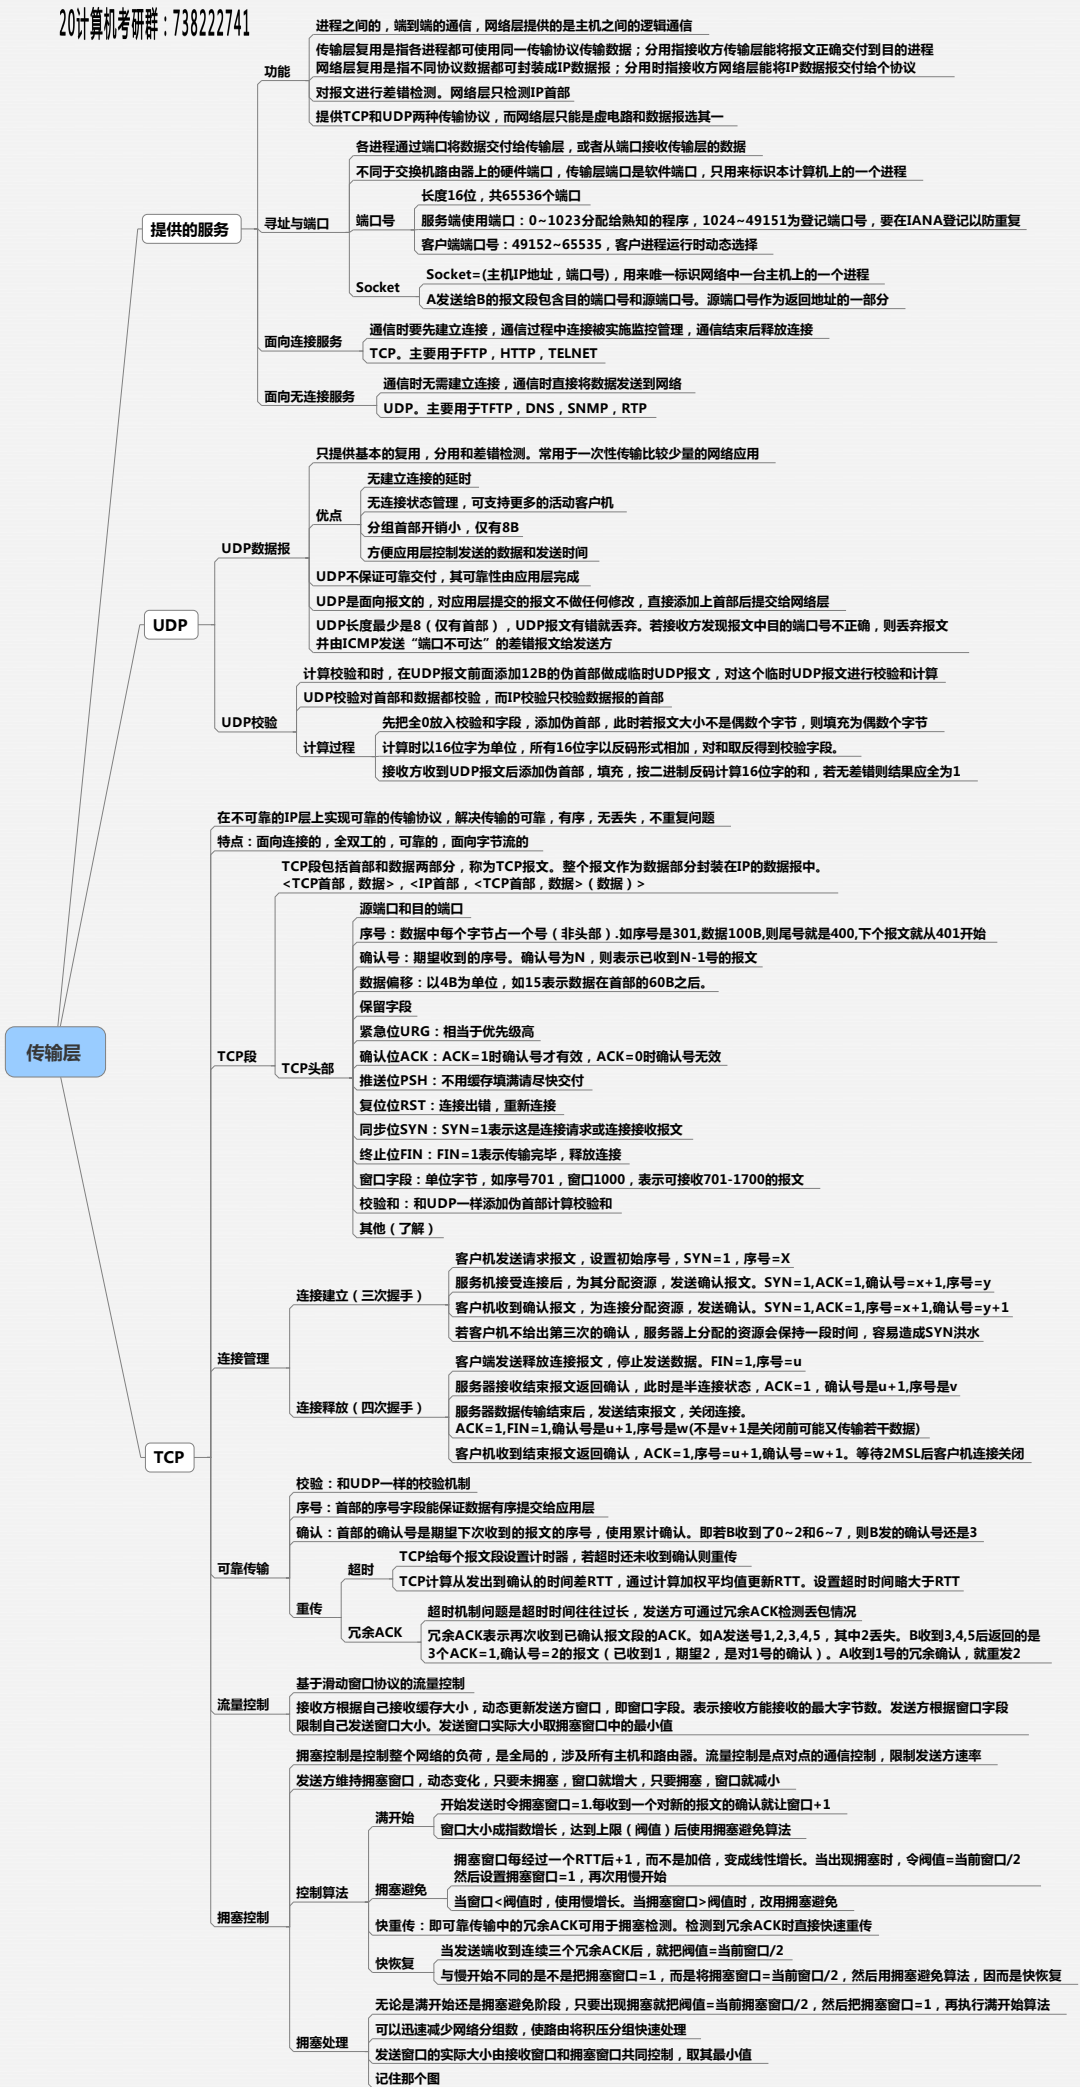 20计算机考研群：738222741
传输层
提供的服务
功能
进程之间的，端到端的通信，网络层提供的是主机之间的逻辑通信
传输层复用是指各进程都可使用同一传输协议传输数据；分用指接收方传输层能将报文正确交付到目的进程
网络层复用是指不同协议数据都可封装成IP数据报；分用时指接收方网络层能将IP数据报交付给个协议
对报文进行差错检测。网络层只检测IP首部
提供TCP和UDP两种传输协议，而网络层只能是虚电路和数据报选其一
寻址与端口
各进程通过端口将数据交付给传输层，或者从端口接收传输层的数据
不同于交换机路由器上的硬件端口，传输层端口是软件端口，只用来标识本计算机上的一个进程
端口号
长度16位，共65536个端口
服务端使用端口：0~1023分配给熟知的程序，1024~49151为登记端口号，要在IANA登记以防重复
客户端端口号：49152~65535，客户进程运行时动态选择
Socket
Socket=(主机IP地址，端口号)，用来唯一标识网络中一台主机上的一个进程
A发送给B的报文段包含目的端口号和源端口号。源端口号作为返回地址的一部分
面向连接服务
通信时要先建立连接，通信过程中连接被实施监控管理，通信结束后释放连接
TCP。主要用于FTP，HTTP，TELNET
面向无连接服务
通信时无需建立连接，通信时直接将数据发送到网络
UDP。主要用于TFTP，DNS，SNMP，RTP
UDP
UDP数据报
只提供基本的复用，分用和差错检测。常用于一次性传输比较少量的网络应用
优点
无建立连接的延时
无连接状态管理，可支持更多的活动客户机
分组首部开销小，仅有8B
方便应用层控制发送的数据和发送时间
UDP不保证可靠交付，其可靠性由应用层完成
UDP是面向报文的，对应用层提交的报文不做任何修改，直接添加上首部后提交给网络层
UDP长度最少是8（仅有首部），UDP报文有错就丢弃。若接收方发现报文中目的端口号不正确，则丢弃报文
并由ICMP发送“端口不可达”的差错报文给发送方
UDP校验
计算校验和时，在UDP报文前面添加12B的伪首部做成临时UDP报文，对这个临时UDP报文进行校验和计算
UDP校验对首部和数据都校验，而IP校验只校验数据报的首部
计算过程
先把全0放入校验和字段，添加伪首部，此时若报文大小不是偶数个字节，则填充为偶数个字节
计算时以16位字为单位，所有16位字以反码形式相加，对和取反得到校验字段。
接收方收到UDP报文后添加伪首部，填充，按二进制反码计算16位字的和，若无差错则结果应全为1
TCP
在不可靠的IP层上实现可靠的传输协议，解决传输的可靠，有序，无丢失，不重复问题
特点：面向连接的，全双工的，可靠的，面向字节流的
TCP段
TCP段包括首部和数据两部分，称为TCP报文。整个报文作为数据部分封装在IP的数据报中。
<TCP首部，数据>，<IP首部，<TCP首部，数据>（数据）>
TCP头部
源端口和目的端口
序号：数据中每个字节占一个号（非头部）.如序号是301,数据100B,则尾号就是400,下个报文就从401开始
确认号：期望收到的序号。确认号为N，则表示已收到N-1号的报文
数据偏移：以4B为单位，如15表示数据在首部的60B之后。
保留字段
紧急位URG：相当于优先级高
确认位ACK：ACK=1时确认号才有效，ACK=0时确认号无效
推送位PSH：不用缓存填满请尽快交付
复位位RST：连接出错，重新连接
同步位SYN：SYN=1表示这是连接请求或连接接收报文
终止位FIN：FIN=1表示传输完毕，释放连接
窗口字段：单位字节，如序号701，窗口1000，表示可接收701-1700的报文
校验和：和UDP一样添加伪首部计算校验和
其他（了解）
连接管理
连接建立（三次握手）
客户机发送请求报文，设置初始序号，SYN=1，序号=X
服务机接受连接后，为其分配资源，发送确认报文。SYN=1,ACK=1,确认号=x+1,序号=y
客户机收到确认报文，为连接分配资源，发送确认。SYN=1,ACK=1,序号=x+1,确认号=y+1
若客户机不给出第三次的确认，服务器上分配的资源会保持一段时间，容易造成SYN洪水
连接释放（四次握手）
客户端发送释放连接报文，停止发送数据。FIN=1,序号=u
服务器接收结束报文返回确认，此时是半连接状态，ACK=1，确认号是u+1,序号是v
服务器数据传输结束后，发送结束报文，关闭连接。
ACK=1,FIN=1,确认号是u+1,序号是w(不是v+1是关闭前可能又传输若干数据)
客户机收到结束报文返回确认，ACK=1,序号=u+1,确认号=w+1。等待2MSL后客户机连接关闭
可靠传输
校验：和UDP一样的校验机制
序号：首部的序号字段能保证数据有序提交给应用层
确认：首部的确认号是期望下次收到的报文的序号，使用累计确认。即若B收到了0~2和6~7，则B发的确认号还是3
重传
超时
TCP给每个报文段设置计时器，若超时还未收到确认则重传
TCP计算从发出到确认的时间差RTT，通过计算加权平均值更新RTT。设置超时时间略大于RTT
冗余ACK
超时机制问题是超时时间往往过长，发送方可通过冗余ACK检测丢包情况
冗余ACK表示再次收到已确认报文段的ACK。如A发送号1,2,3,4,5，其中2丢失。B收到3,4,5后返回的是
3个ACK=1,确认号=2的报文（已收到1，期望2，是对1号的确认）。A收到1号的冗余确认，就重发2
流量控制
基于滑动窗口协议的流量控制
接收方根据自己接收缓存大小，动态更新发送方窗口，即窗口字段。表示接收方能接收的最大字节数。发送方根据窗口字段
限制自己发送窗口大小。发送窗口实际大小取拥塞窗口中的最小值
拥塞控制
拥塞控制是控制整个网络的负荷，是全局的，涉及所有主机和路由器。流量控制是点对点的通信控制，限制发送方速率
发送方维持拥塞窗口，动态变化，只要未拥塞，窗口就增大，只要拥塞，窗口就减小
控制算法
满开始
开始发送时令拥塞窗口=1.每收到一个对新的报文的确认就让窗口+1
窗口大小成指数增长，达到上限（阀值）后使用拥塞避免算法
拥塞避免
拥塞窗口每经过一个RTT后+1，而不是加倍，变成线性增长。当出现拥塞时，令阀值=当前窗口/2
然后设置拥塞窗口=1，再次用慢开始
当窗口<阀值时，使用慢增长。当拥塞窗口>阀值时，改用拥塞避免
快重传：即可靠传输中的冗余ACK可用于拥塞检测。检测到冗余ACK时直接快速重传
快恢复
当发送端收到连续三个冗余ACK后，就把阀值=当前窗口/2
与慢开始不同的是不是把拥塞窗口=1，而是将拥塞窗口=当前窗口/2，然后用拥塞避免算法，因而是快恢复
拥塞处理
无论是满开始还是拥塞避免阶段，只要出现拥塞就把阀值=当前拥塞窗口/2，然后把拥塞窗口=1，再执行满开始算法
可以迅速减少网络分组数，使路由将积压分组快速处理
发送窗口的实际大小由接收窗口和拥塞窗口共同控制，取其最小值
记住那个图